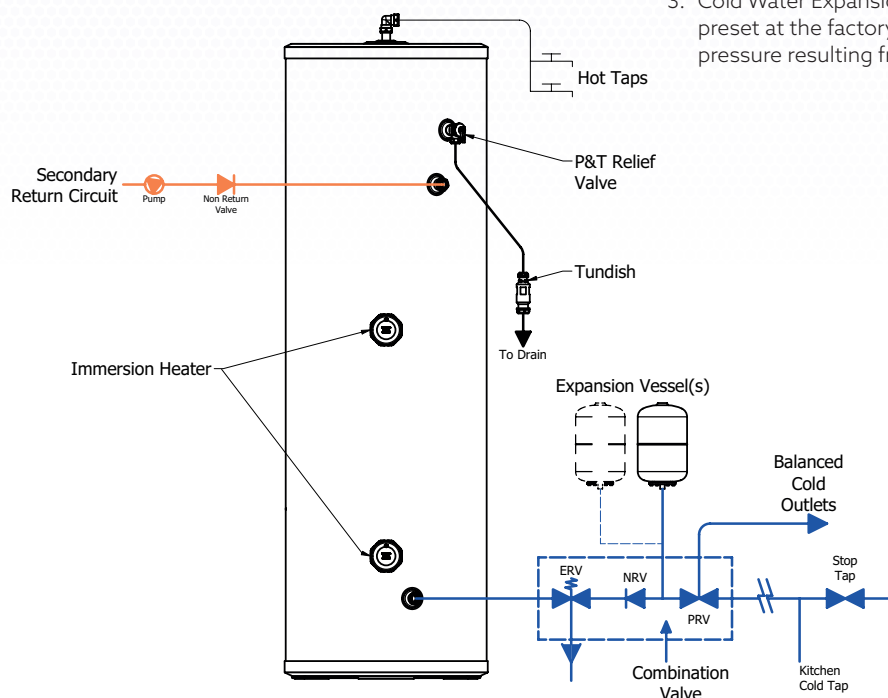 3. Cold Water Expansio
preset at the factory
pressure resulting fr
Hot Taps
P&T Relief
Valve
Secondary
Return Circuit
Pump
Non Return
Valve
Tundish
To Drain
Immersion Heater
Expansion Vessel(s)
Balanced
Cold
Outlets
ERV
NRV
PRV
Stop
Tap
Combination
Valve
Kitchen
Cold Tap